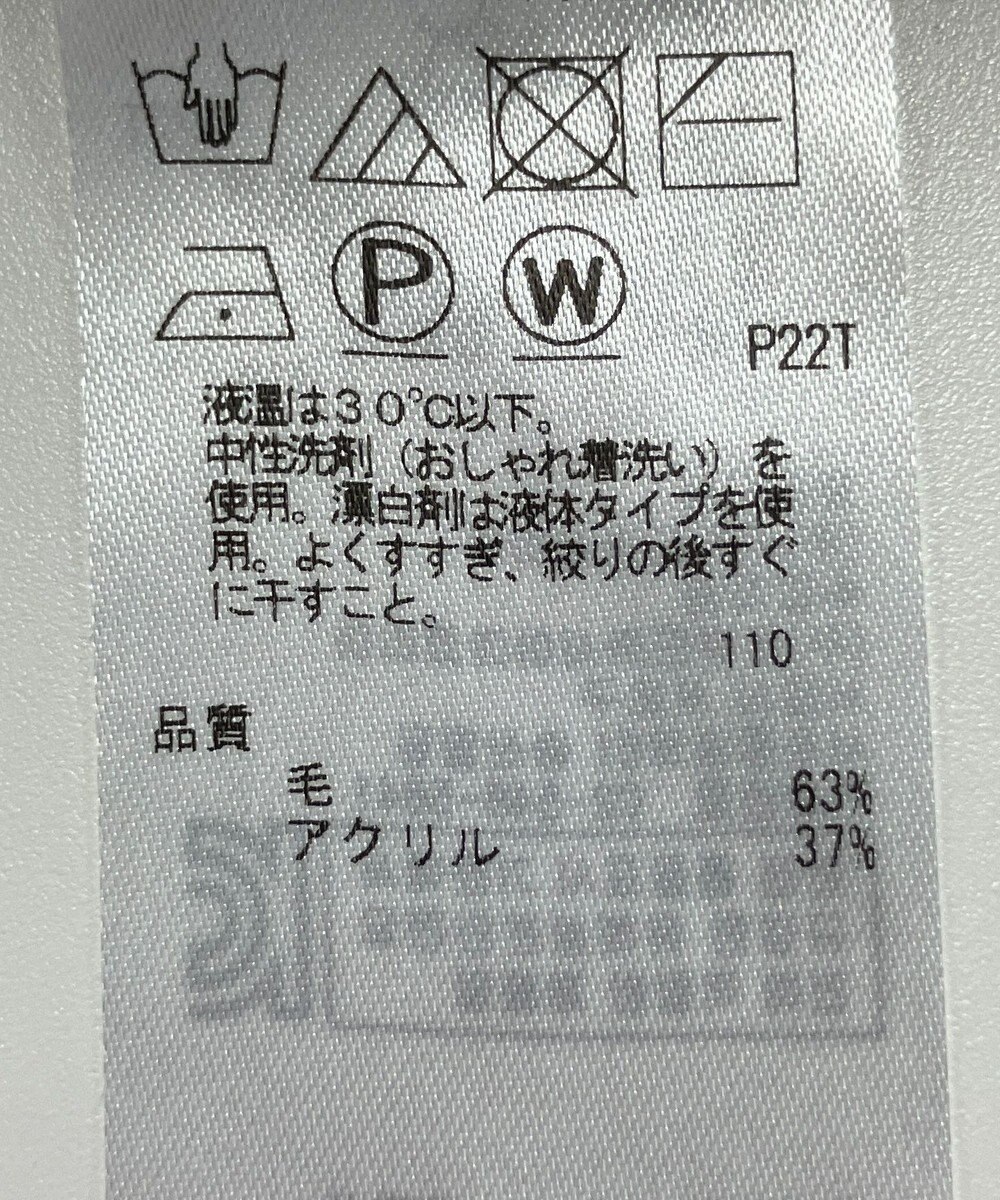 P
W
P22T
液温は30℃以下。
中性洗剤(おしゃれ着洗い)を
使用。漂白剤は液体タイプを使
用。よくすすぎ、絞りの後すぐ
に干すこと。
110
品質
毛 63%
アクリル 37%